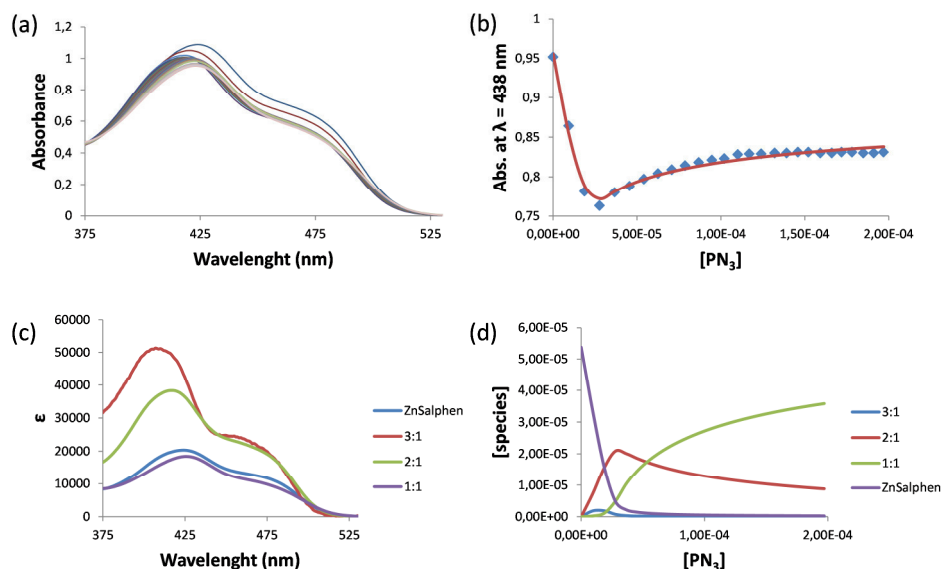 (a)
Absorbance
1,2
1
0,8
0,6
0,4
0,2
0
375
425
475
525
Wavelenght (nm)
(b)
Abs. at λ = 438 nm
0,95
0,85
0,8
0,75
0,00E+00
5,00E-05
1,00E-04
1,50E-04
2,00E-04
[PN₃]
(c)
ε
60000
50000
40000
30000
20000
10000
0
375
425
475
525
Wavelenght (nm)
ZnSalphen
3:1
2:1
1:1
(d)
[species]
6,00E-05
5,00E-05
4,00E-05
3,00E-05
2,00E-05
1,00E-05
0,00E+00
0,00E+00
1,00E-04
2,00E-04
[PN₃]
3:1
2:1
1:1
ZnSalphen